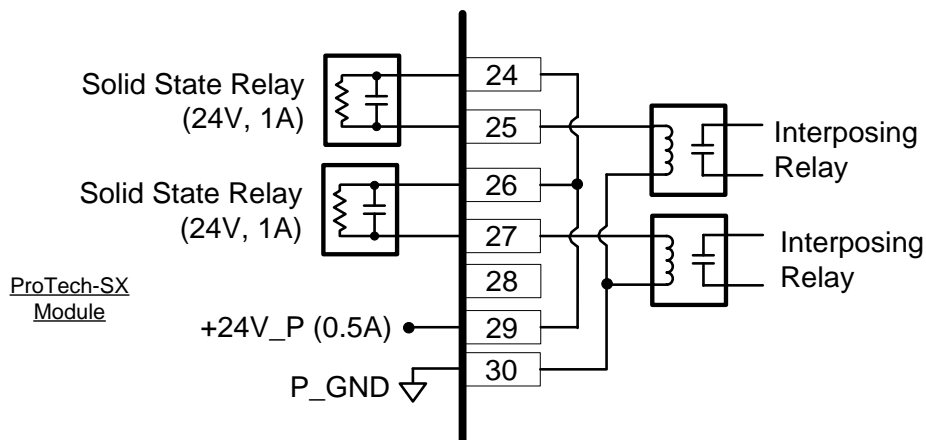 Solid State Relay
(24V, 1A)
24
25
Interposing
Relay
Solid State Relay
(24V, 1A)
26
27
Interposing
Relay
ProTech-SX
Module
28
+24V_P (0.5A)
29
P_GND
30